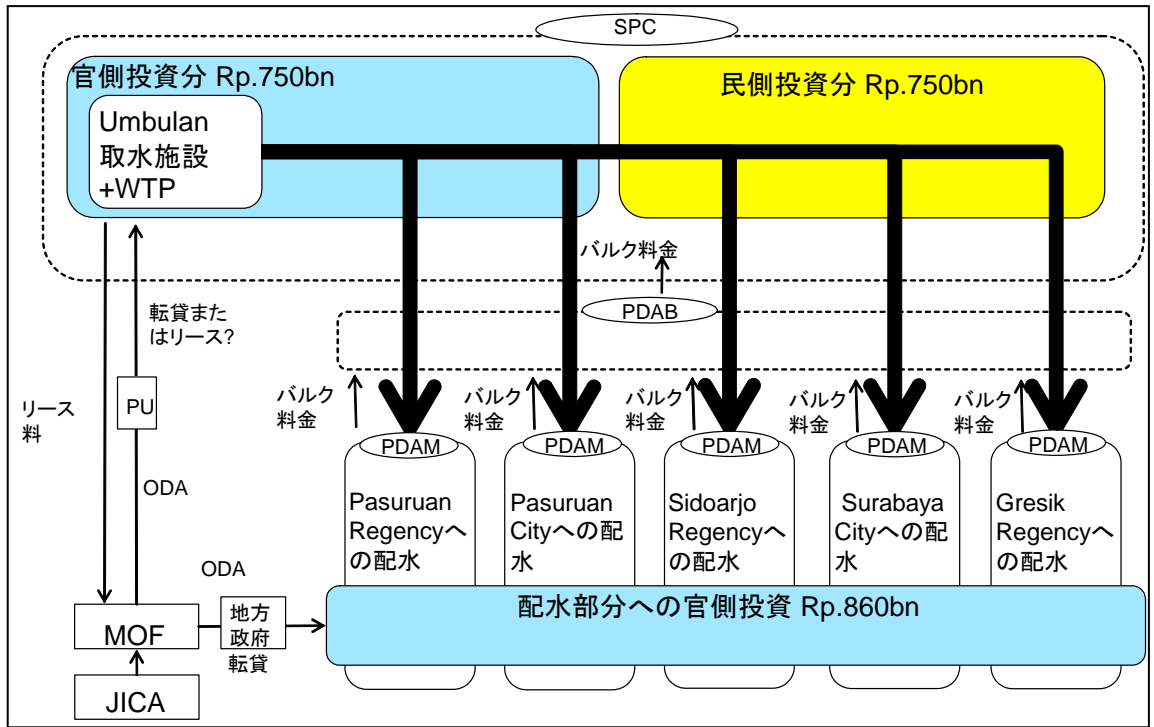 SPC
官側投資分 Rp.750bn
民側投資分 Rp.750bn
Umbulan
取水施設
+WTP
バルク料金
転貸また
はリース?
PDAB
リース
料
PU
バルク
料金
バルク
料金
バルク
料金
バルク
料金
バルク
料金
PDAM
PDAM
PDAM
PDAM
PDAM
ODA
Pasuruan
Regencyへ
の配水
Pasuruan
Cityへの配
水
Sidoarjo
Regencyへ
の配水
Surabaya
Cityへの配
水
Gresik
Regencyへ
の配水
ODA
配水部分への官側投資 Rp.860bn
MOF
地方
政府
転貸
JICA